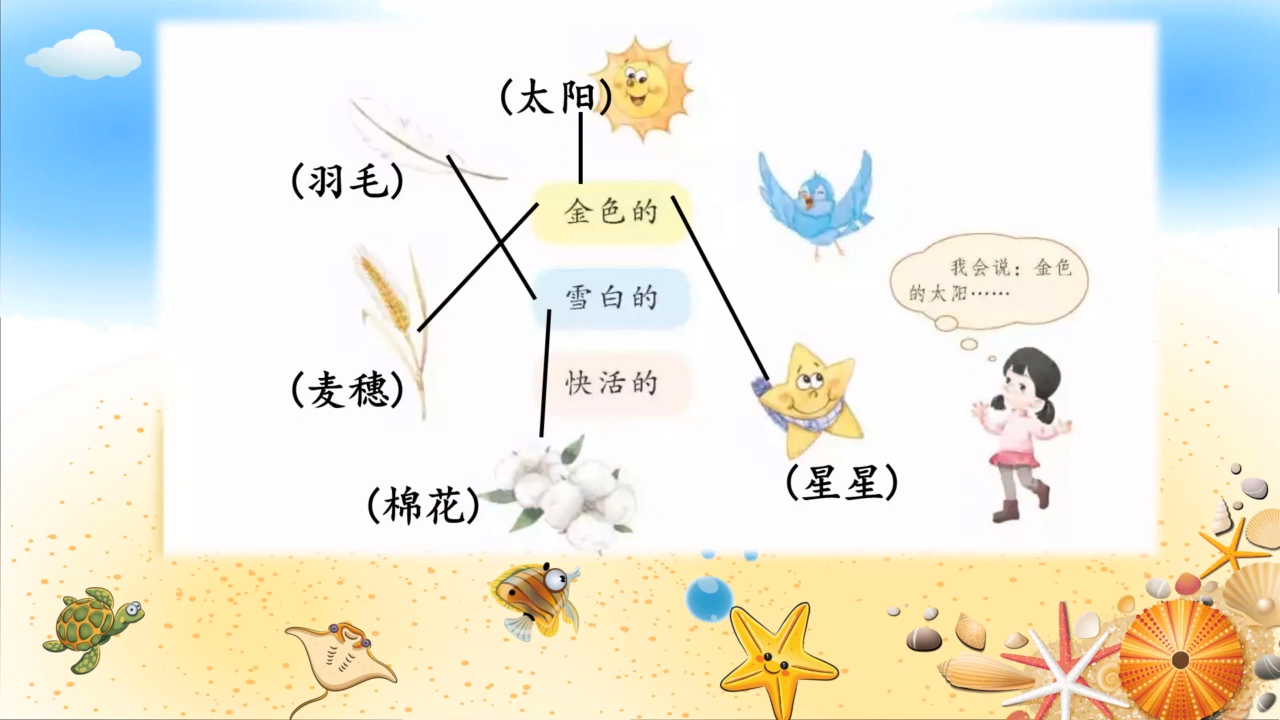 (太阳)
(羽毛)
金色的
雪白的
(麦穗)
快活的
(棉花)
(星星)
我会说：金色
的太阳……